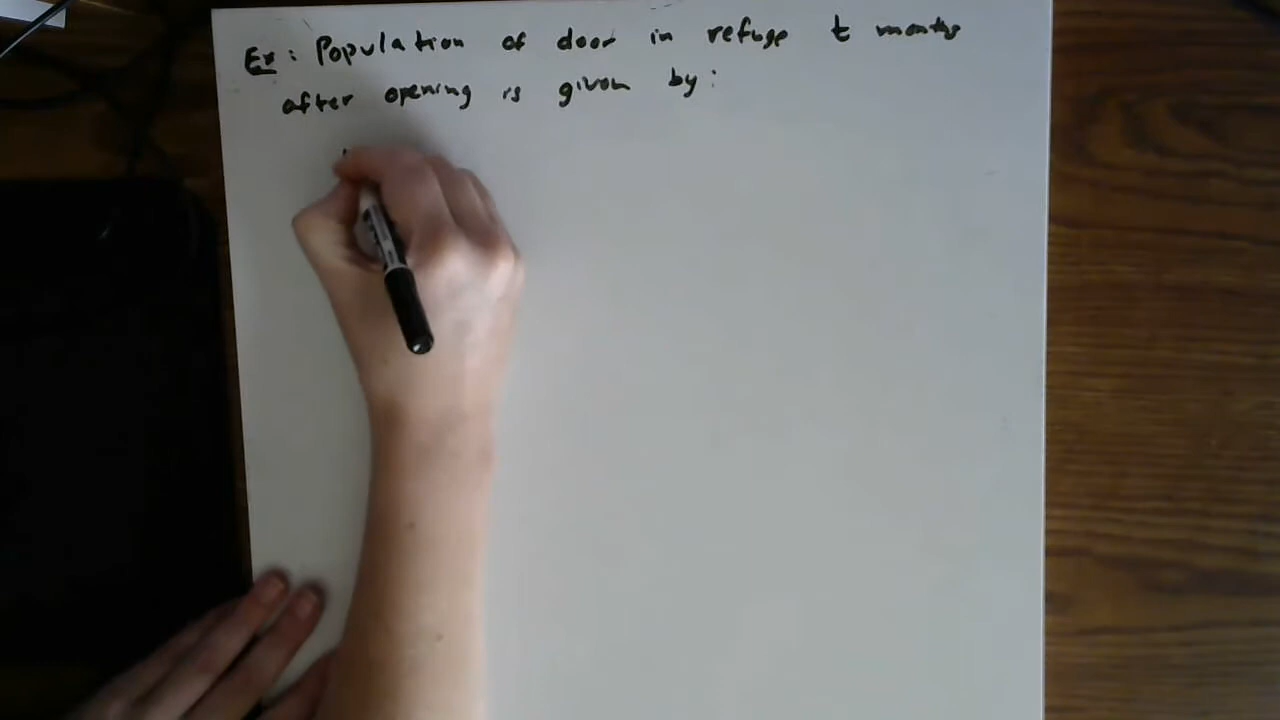 Ex: Population of deer in refuge t months
after opening is given by: